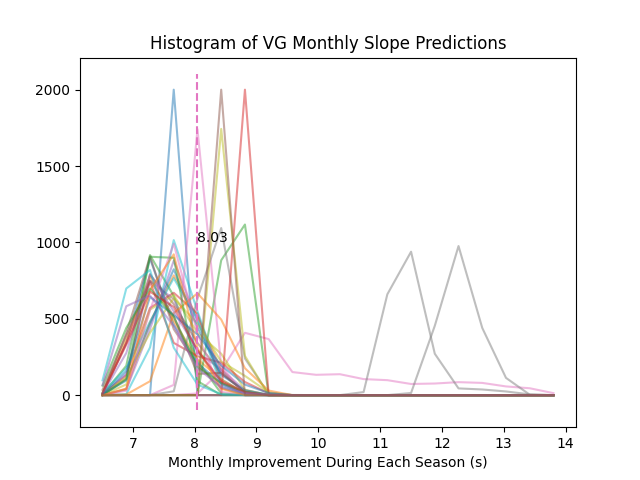 Histogram of VG Monthly Slope Predictions
2000
1500
1000
500
0
8.03
7 8 9 10 11 12 13 14
Monthly Improvement During Each Season (s)